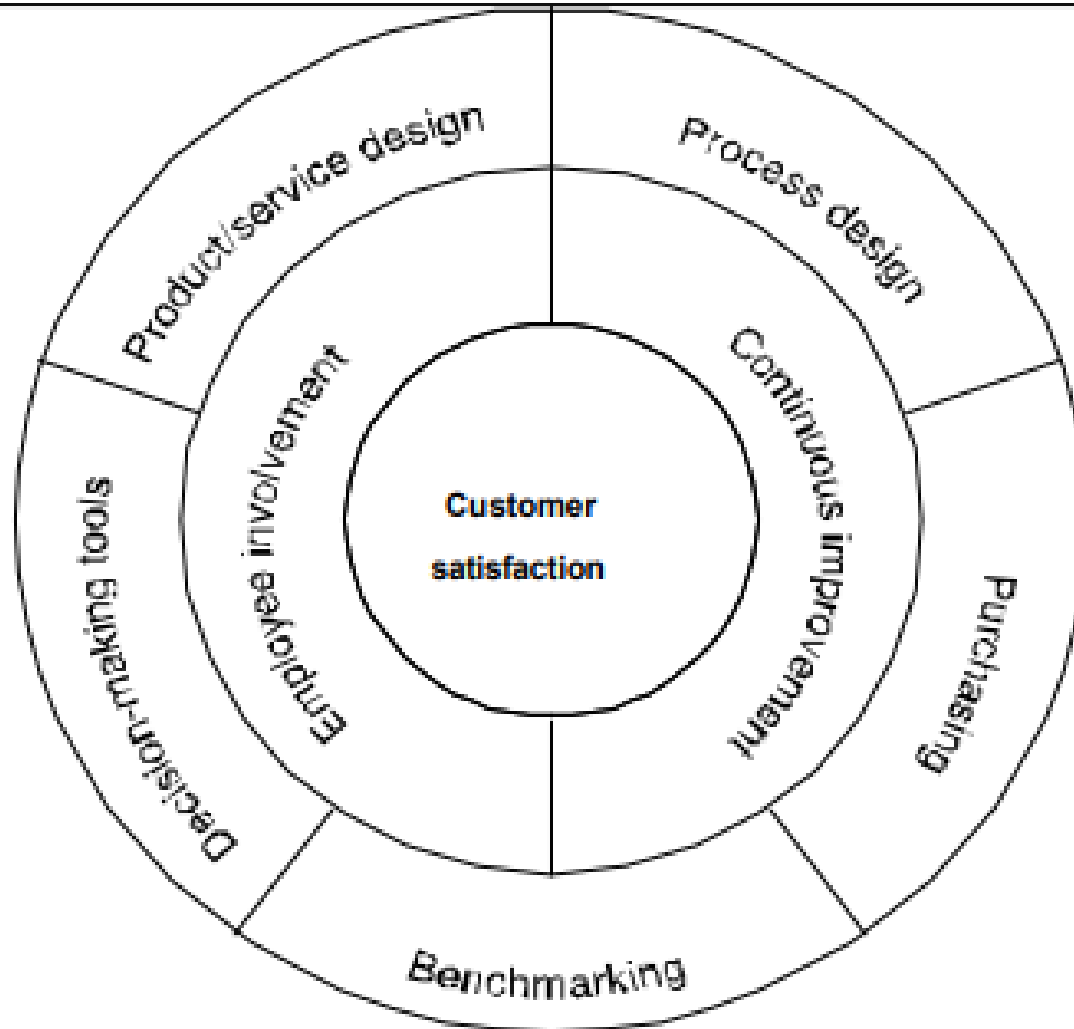 Product/service design
Process design
Employee involvement
Continuous improvement
Customer
satisfaction
Decision-making tools
Purchasing
Benchmarking